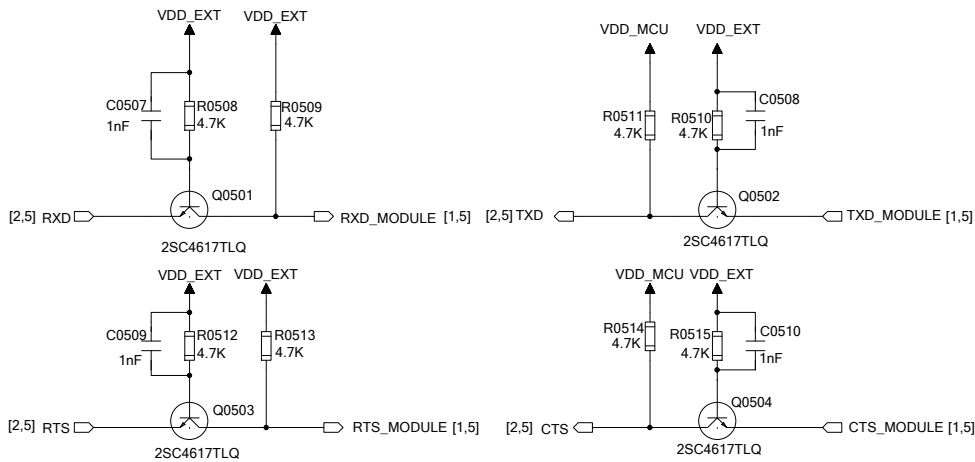 VDD_EXT VDD_EXT
C0507 R0508 R0509
1nF 4.7K 4.7K
Q0501
[2,5] RXD RXD_MODULE [1,5]
2SC4617TLQ
VDD_MCU VDD_EXT
R0511 R0510 C0508
4.7K 4.7K 1nF
Q0502
[2,5] TXD TXD_MODULE [1,5]
2SC4617TLQ
VDD_EXT VDD_EXT
C0509 R0512 R0513
1nF 4.7K 4.7K
Q0503
[2,5] RTS RTS_MODULE [1,5]
2SC4617TLQ
VDD_MCU VDD_EXT
R0514 R0515 C0510
4.7K 4.7K 1nF
Q0504
[2,5] CTS CTS_MODULE [1,5]
2SC4617TLQ